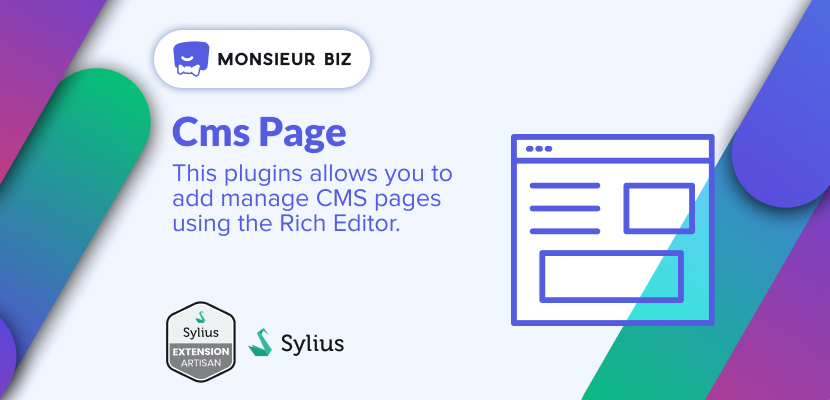 MONSIEUR BIZ
Cms Page
This plugins allows you to
add manage CMS pages
using the Rich Editor.
Sylius
EXTENSION
ARTISAN
Sylius